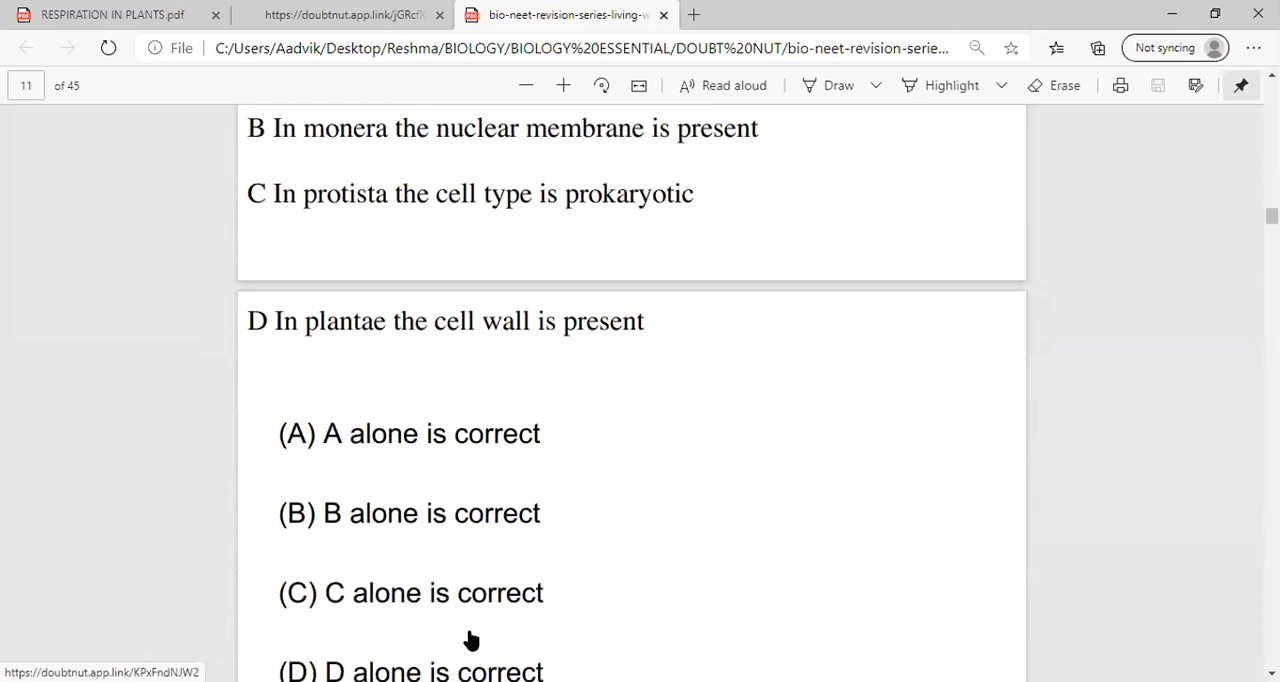 RESPIRATION IN PLANTS.pdf
https://doubtnut.app.link/jGRcf
bio-neet-revision-series-living-w
File
C:/Users/Aadvik/Desktop/Reshma/BIOLOGY/BIOLOGY%20ESSENTIAL/DOUBT%20NUT/bio-neet-revision-serie...
Not syncing
11 of 45
Read aloud
Draw
Highlight
Erase
B In monera the nuclear membrane is present
C In protista the cell type is prokaryotic
D In plantae the cell wall is present
(A) A alone is correct
(B) B alone is correct
(C) C alone is correct
(D) D alone is correct
https://doubtnut.app.link/KPxFndNJW2